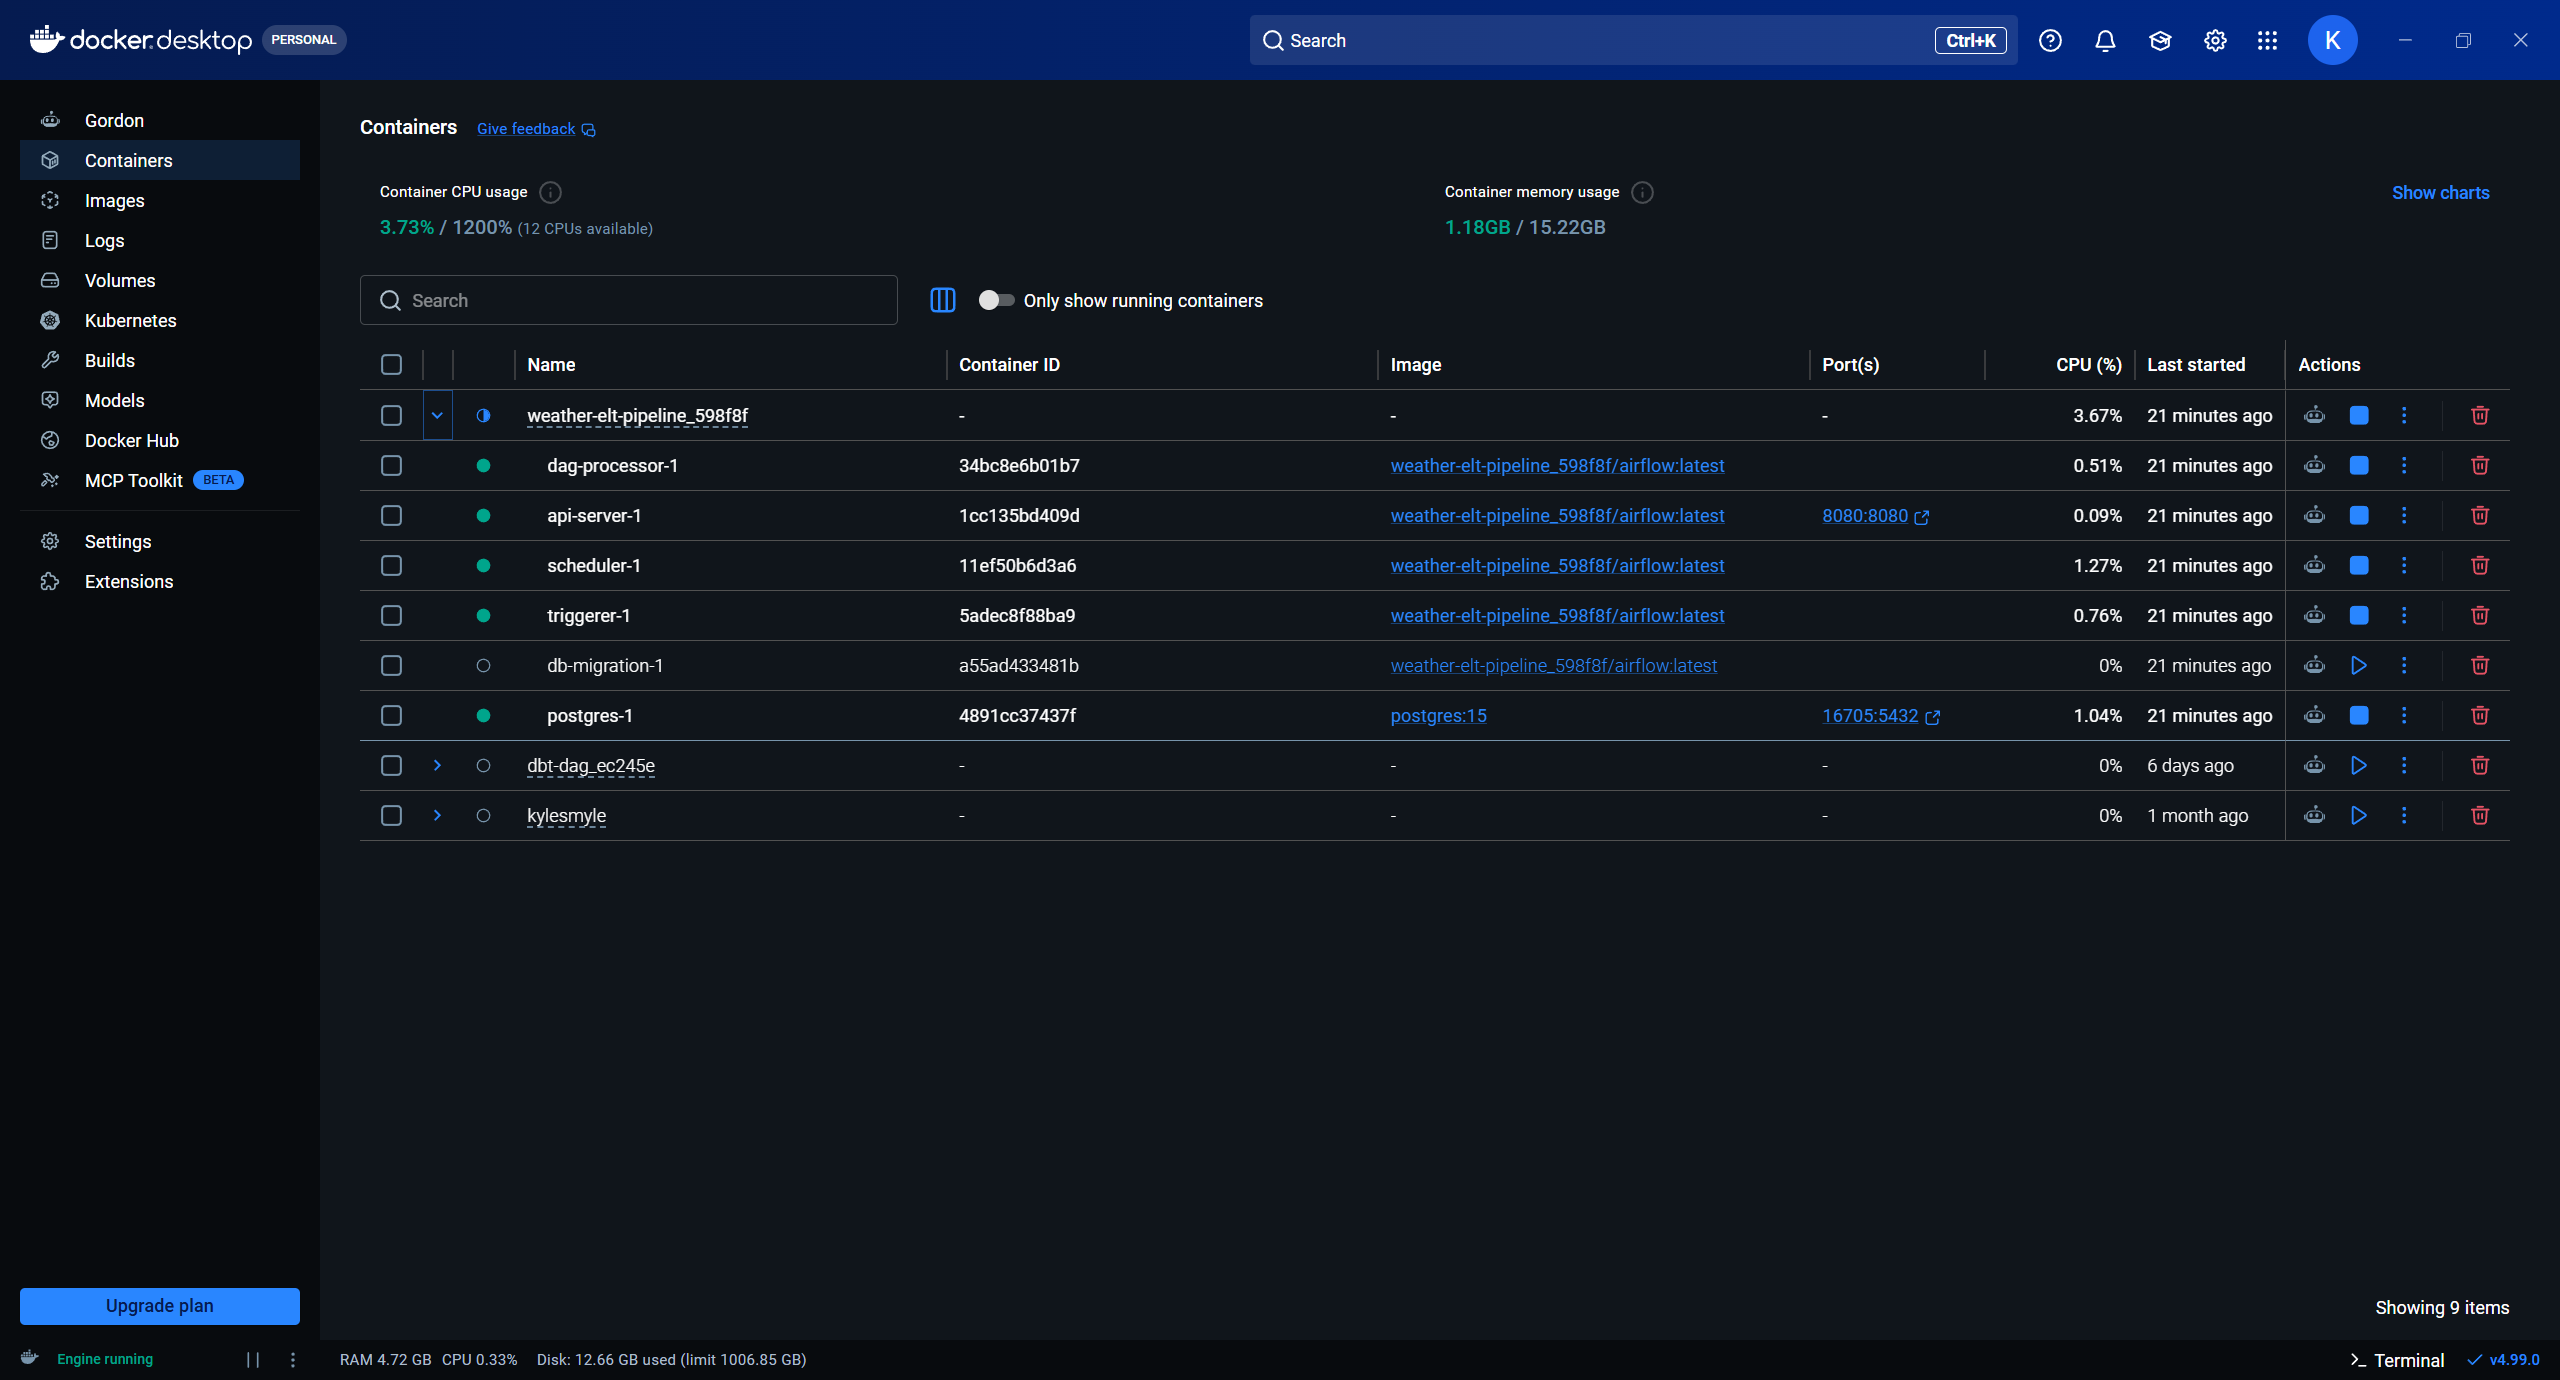 docker.desktop PERSONAL
Search Ctrl+K
K
Gordon
Containers
Images
Logs
Volumes
Kubernetes
Builds
Models
Docker Hub
MCP Toolkit BETA
Settings
Extensions
Upgrade plan
Containers Give feedback
Container CPU usage
3.73% / 1200% (12 CPUs available)
Container memory usage
1.18GB / 15.22GB
Show charts
Search
Only show running containers
Name Container ID Image Port(s) CPU (%) Last started Actions
weather-elt-pipeline_598f8f - - - 3.67% 21 minutes ago
dag-processor-1 34bc8e6b01b7 weather-elt-pipeline_598f8f/airflow:latest 0.51% 21 minutes ago
api-server-1 1cc135bd409d weather-elt-pipeline_598f8f/airflow:latest 8080:8080 0.09% 21 minutes ago
scheduler-1 11ef50b6d3a6 weather-elt-pipeline_598f8f/airflow:latest 1.27% 21 minutes ago
triggerer-1 5adec8f88ba9 weather-elt-pipeline_598f8f/airflow:latest 0.76% 21 minutes ago
db-migration-1 a55ad433481b weather-elt-pipeline_598f8f/airflow:latest 0% 21 minutes ago
postgres-1 4891cc37437f postgres:15 16705:5432 1.04% 21 minutes ago
dbt-dag_ec245e - - - 0% 6 days ago
kylesmyle - - - 0% 1 month ago
Showing 9 items
Engine running
RAM 4.72 GB CPU 0.33% Disk: 12.66 GB used (limit 1006.85 GB)
Terminal v4.99.0